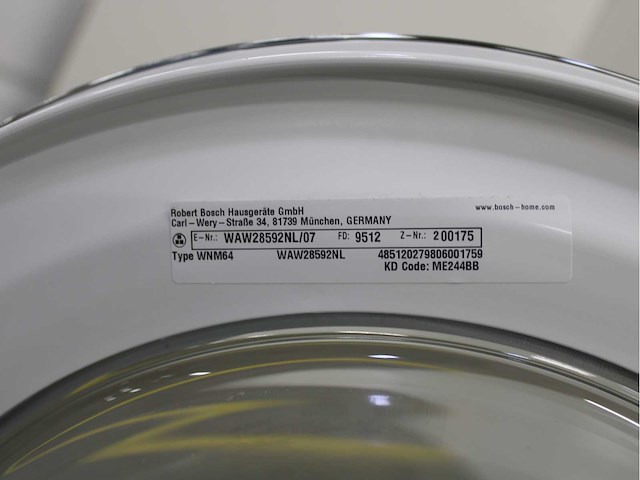 Robert Bosch Hausgeräte GmbH www.bosch-home.com
Carl-Wery-Straße 34, 81739 München, GERMANY
E-Nr.: WAW28592NL/07 FD: 9512 Z-Nr.: 200175
Type WNM64 WAW28592NL 485120279806001759
KD Code: ME244BB